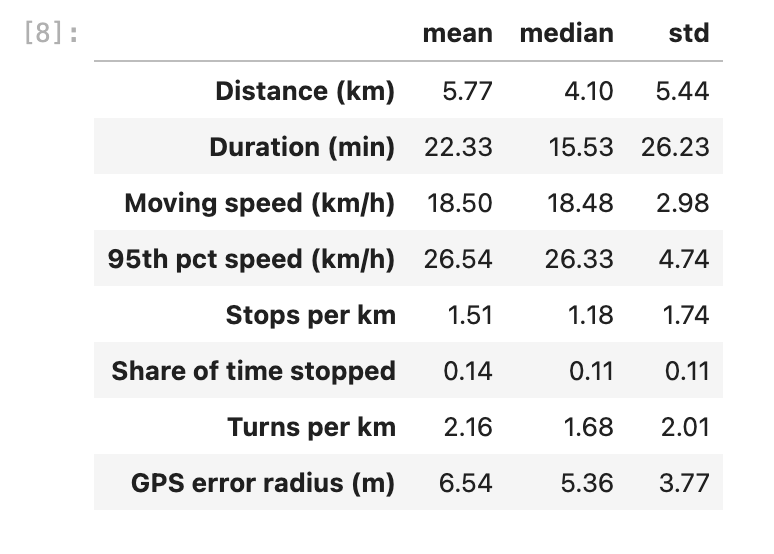 [8]:
mean median std
Distance (km) 5.77 4.10 5.44
Duration (min) 22.33 15.53 26.23
Moving speed (km/h) 18.50 18.48 2.98
95th pct speed (km/h) 26.54 26.33 4.74
Stops per km 1.51 1.18 1.74
Share of time stopped 0.14 0.11 0.11
Turns per km 2.16 1.68 2.01
GPS error radius (m) 6.54 5.36 3.77